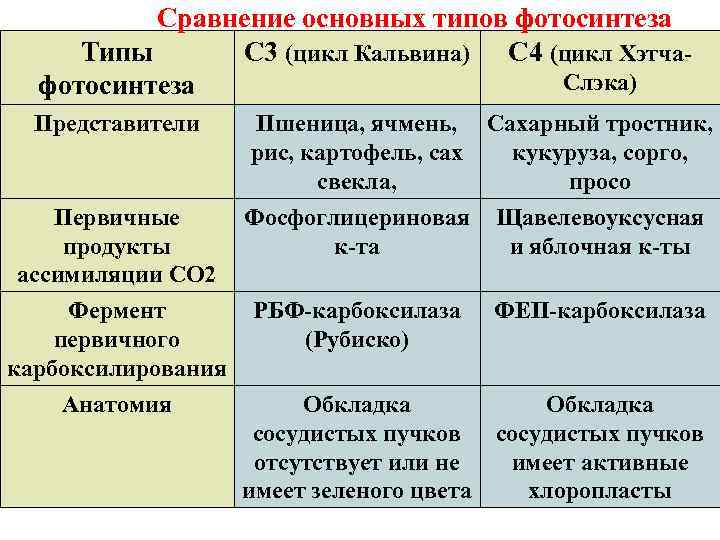 Сравнение основных типов фотосинтеза
Типы
фотосинтеза
С3 (цикл Кальвина)
С4 (цикл Хэтча-
Слэка)
Представители
Пшеница, ячмень,
рис, картофель, сах
свекла,
Сахарный тростник,
кукуруза, сорго,
просо
Первичные
продукты
ассимиляции СО2
Фосфоглицериновая
к-та
Щавелевоуксусная
и яблочная к-ты
Фермент
первичного
карбоксилирования
РБФ-карбоксилаза
(Рубиско)
ФЕП-карбоксилаза
Анатомия
Обкладка
сосудистых пучков
отсутствует или не
имеет зеленого цвета
Обкладка
сосудистых пучков
имеет активные
хлоропласты